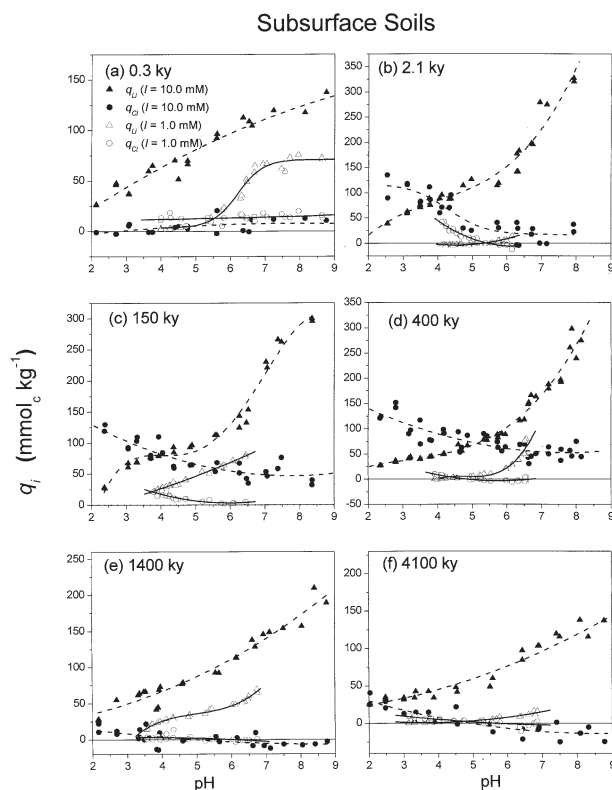 Subsurface Soils
(a) 0.3 ky
q_Li (I = 10.0 mM)
q_Cl (I = 10.0 mM)
q_Li (I = 1.0 mM)
q_Cl (I = 1.0 mM)
150
100
50
0
2 3 4 5 6 7 8 9
(b) 2.1 ky
350
300
250
200
150
100
50
0
2 3 4 5 6 7 8 9
(c) 150 ky
300
250
200
150
100
50
0
2 3 4 5 6 7 8 9
(d) 400 ky
350
300
250
200
150
100
50
0
-50
2 3 4 5 6 7 8 9
q_i (mmol_c kg^-1)
(e) 1400 ky
250
200
150
100
50
0
2 3 4 5 6 7 8 9
pH
(f) 4100 ky
200
150
100
50
0
-50
2 3 4 5 6 7 8 9
pH